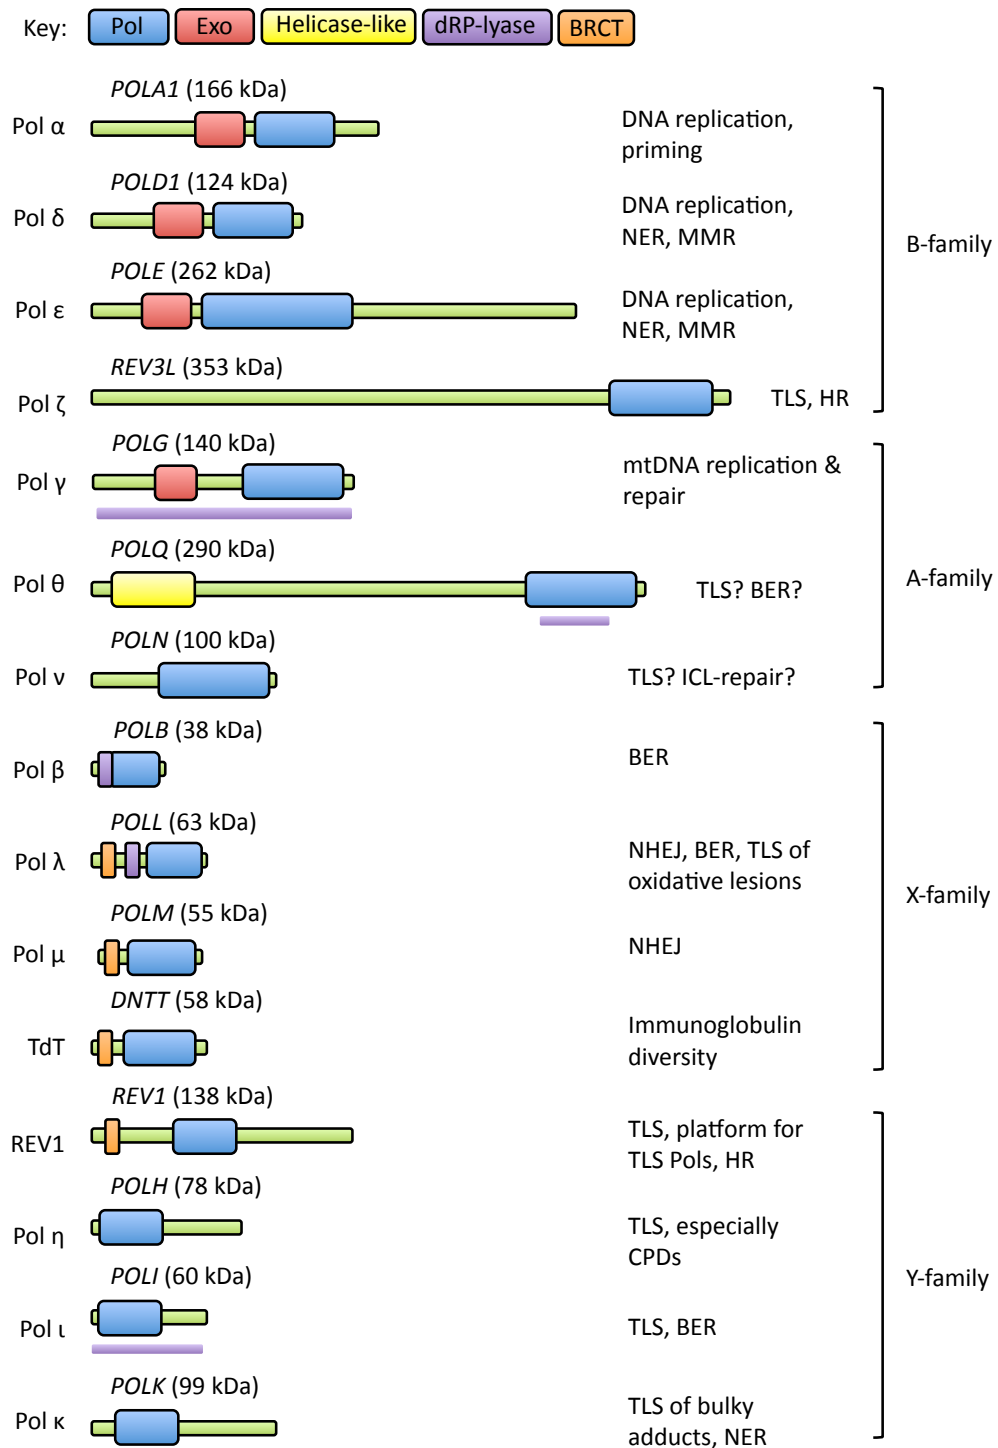 Key: Pol Exo Helicase-like dRP-lyase BRCT
POLA1 (166 kDa)
Pol α
DNA replication,
priming
POLD1 (124 kDa)
Pol δ
DNA replication,
NER, MMR
POLE (262 kDa)
Pol ε
DNA replication,
NER, MMR
REV3L (353 kDa)
Pol ζ
TLS, HR
B-family
POLG (140 kDa)
Pol γ
mtDNA replication &
repair
POLQ (290 kDa)
Pol θ
TLS? BER?
POLN (100 kDa)
Pol ν
TLS? ICL-repair?
A-family
POLB (38 kDa)
Pol β
BER
POLL (63 kDa)
Pol λ
NHEJ, BER, TLS of
oxidative lesions
POLM (55 kDa)
Pol μ
NHEJ
DNTT (58 kDa)
TdT
Immunoglobulin
diversity
X-family
REV1 (138 kDa)
REV1
TLS, platform for
TLS Pols, HR
POLH (78 kDa)
Pol η
TLS, especially
CPDs
POLI (60 kDa)
Pol ι
TLS, BER
POLK (99 kDa)
Pol κ
TLS of bulky
adducts, NER
Y-family